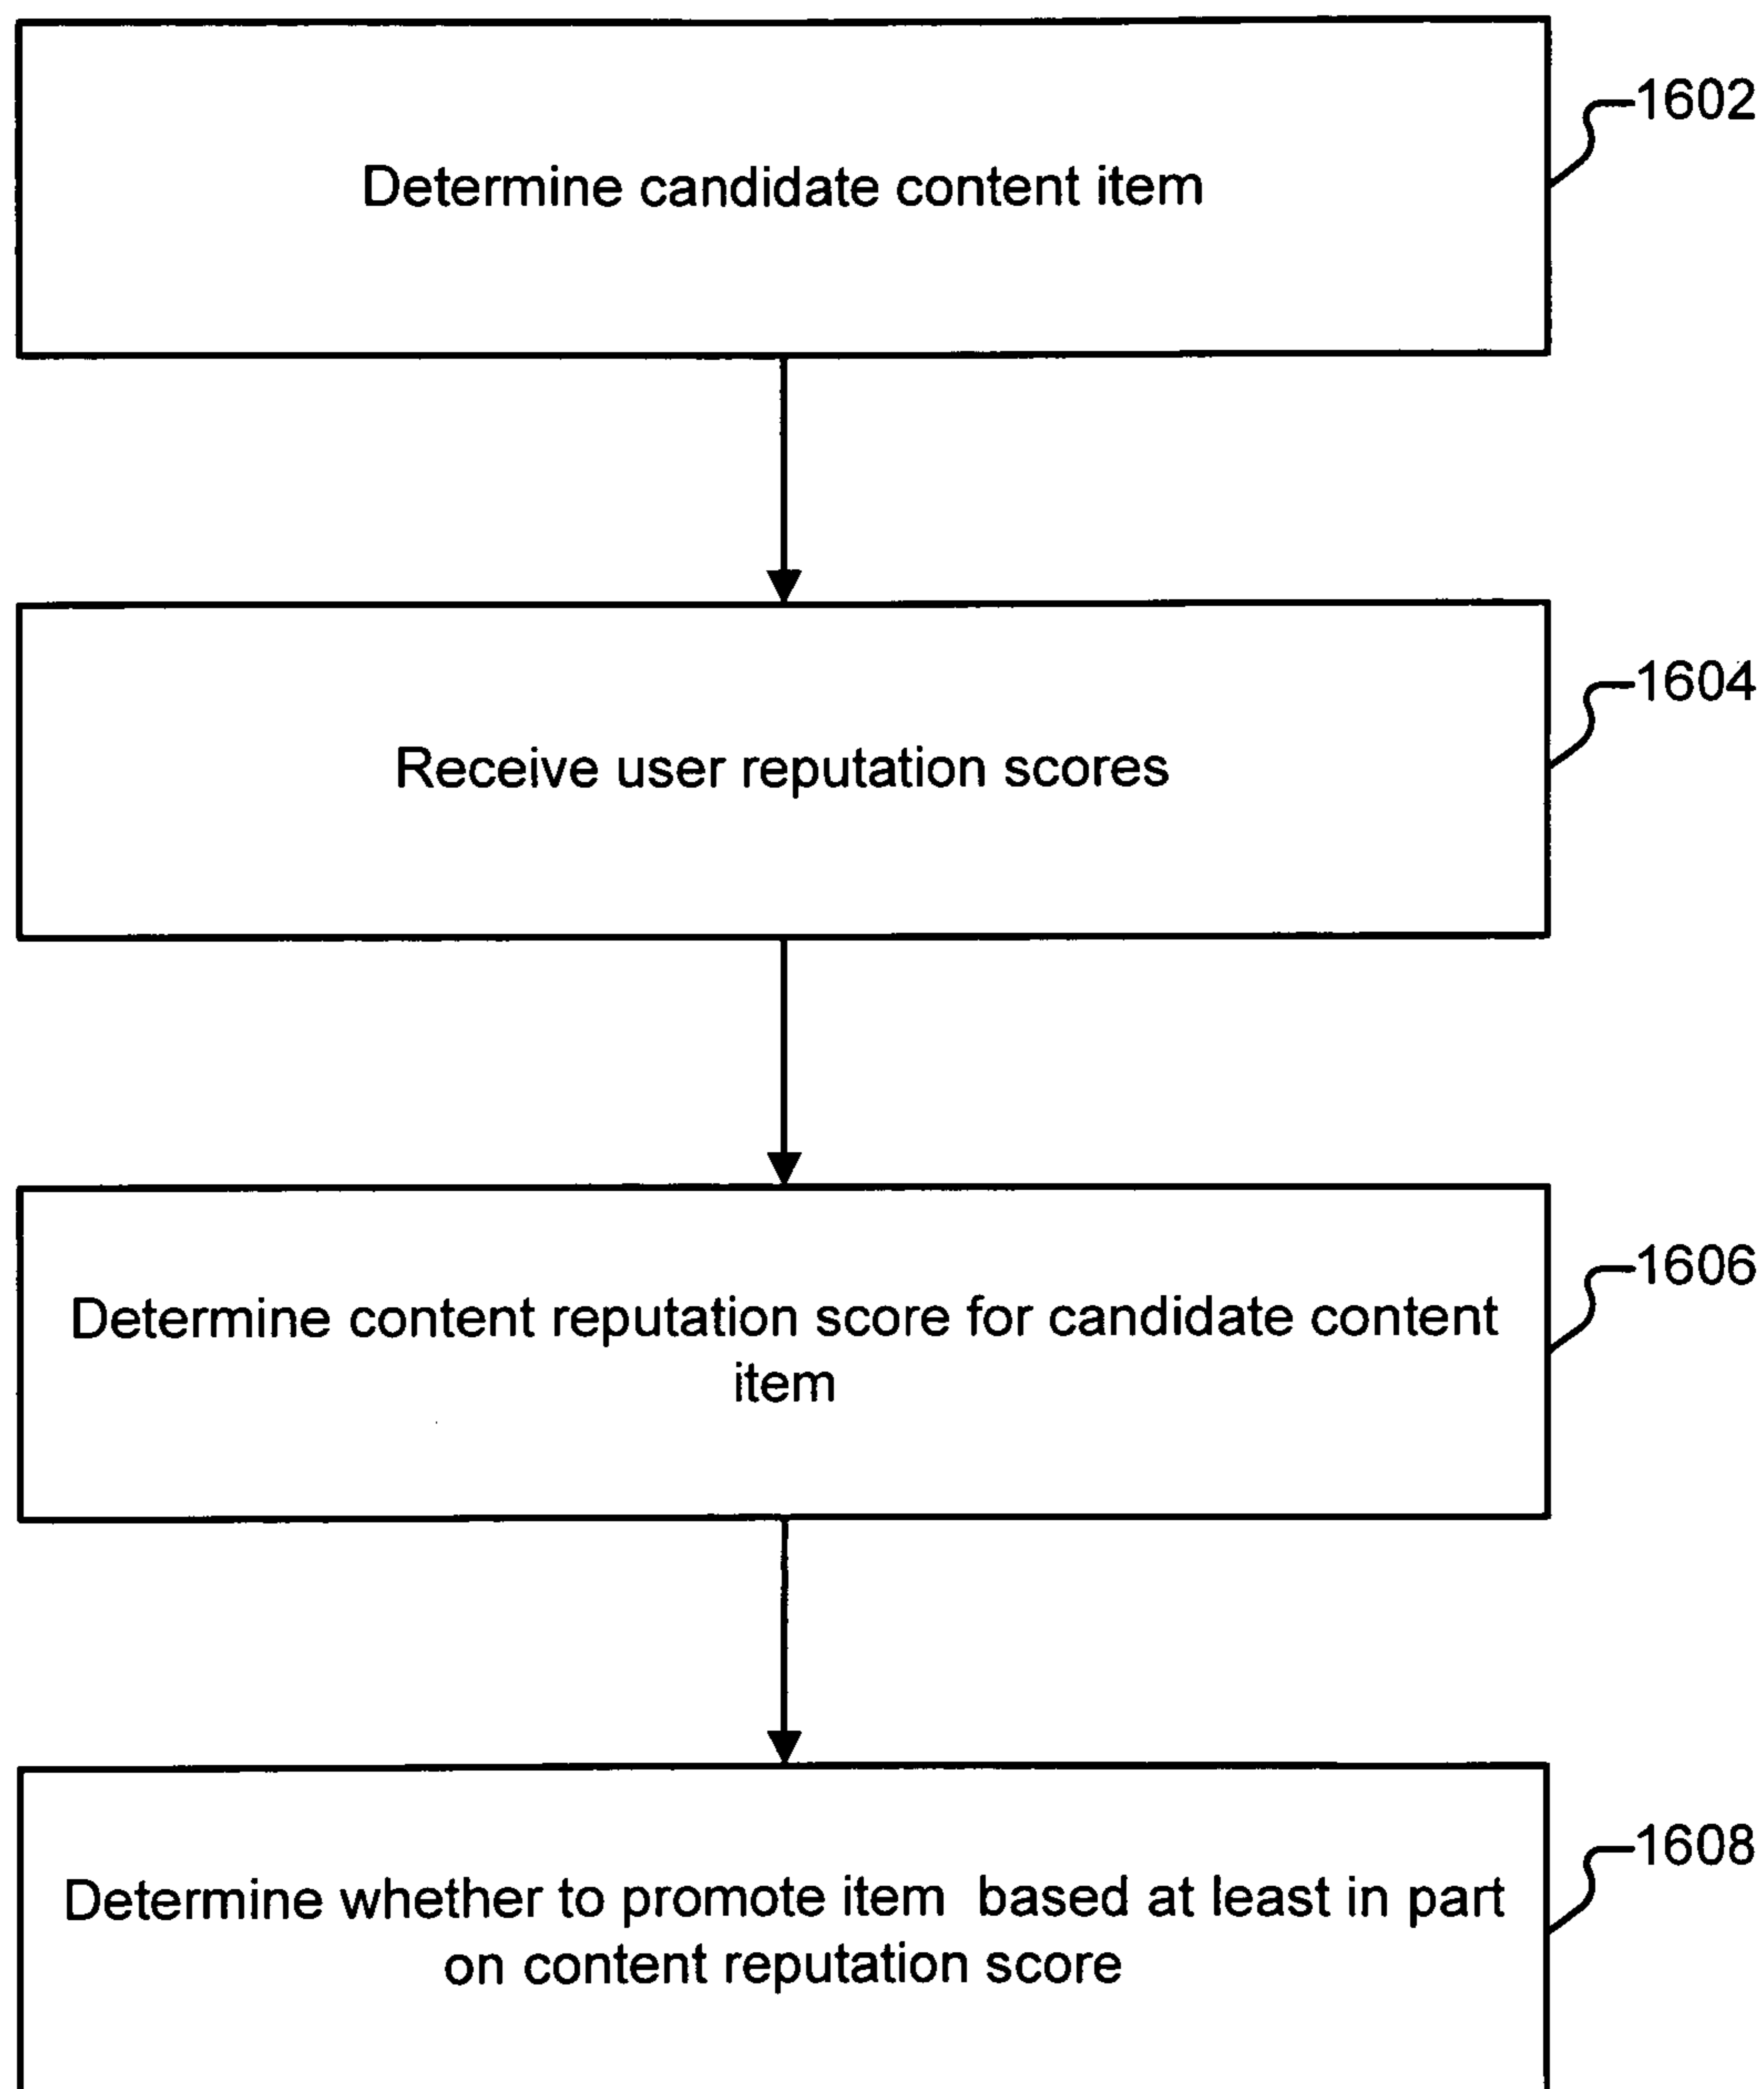 1602
Determine candidate content item
1604
Receive user reputation scores
1606
Determine content reputation score for candidate content
item
1608
Determine whether to promote item based at least in part
on content reputation score